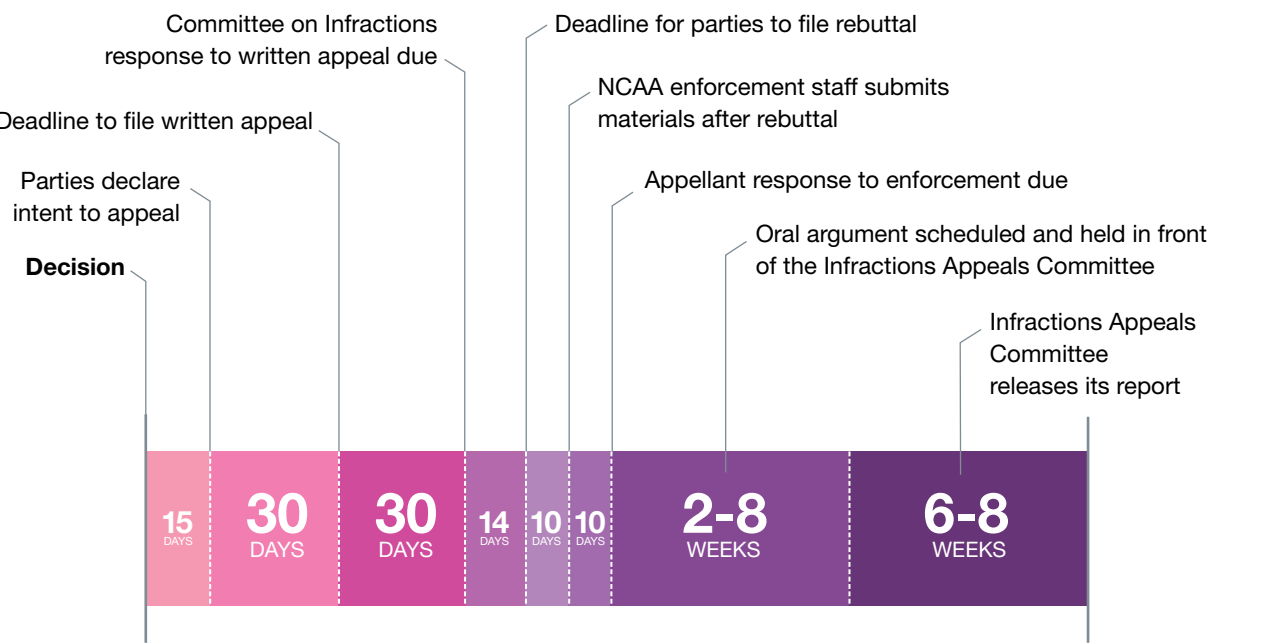 Committee on Infractions
response to written appeal due
Deadline for parties to file rebuttal
NCAA enforcement staff submits
materials after rebuttal
Deadline to file written appeal
Parties declare
intent to appeal
Appellant response to enforcement due
Oral argument scheduled and held in front
of the Infractions Appeals Committee
Decision
Infractions Appeals
Committee
releases its report
15
DAYS
30
DAYS
30
DAYS
14
DAYS
10
DAYS
10
DAYS
2-8
WEEKS
6-8
WEEKS